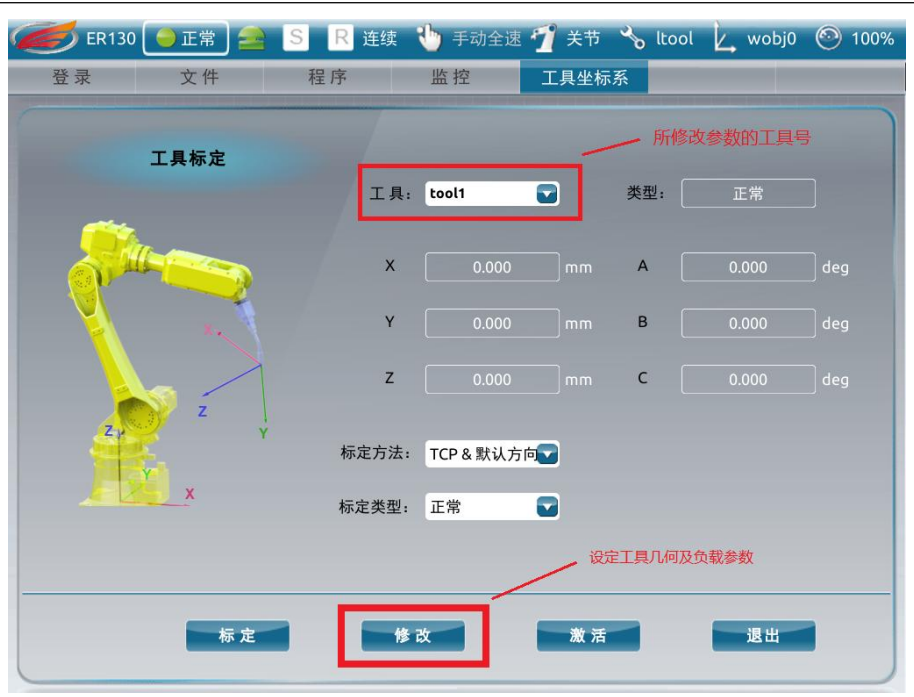 ER130 正常 S R 连续 手动全速 关节 ltool wobj0 100%
登录 文件 程序 监控 工具坐标系
所修改参数的工具号
工具标定
工具： tool1 类型： 正常
X 0.000 mm A 0.000 deg
Y 0.000 mm B 0.000 deg
Z 0.000 mm C 0.000 deg
X
Z
Y
Z
Y
X
标定方法： TCP & 默认方向
标定类型： 正常
设定工具几何及负载参数
标定 修改 激活 退出